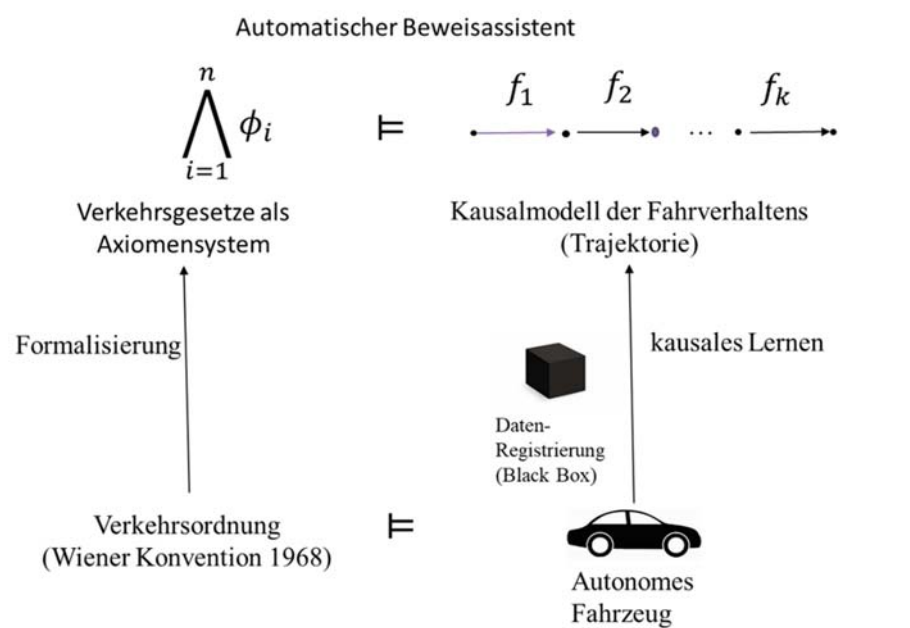 Automatischer Beweisassistent
n
⋀ ϕᵢ ⊨ f₁ f₂ ... fₖ
i=1
Verkehrsgesetze als
Axiomensystem
Kausalmodell der Fahrverhaltens
(Trajektorie)
Formalisierung
kausales Lernen
Daten-
Registrierung
(Black Box)
Verkehrsordnung
(Wiener Konvention 1968)
⊨
Autonomes
Fahrzeug